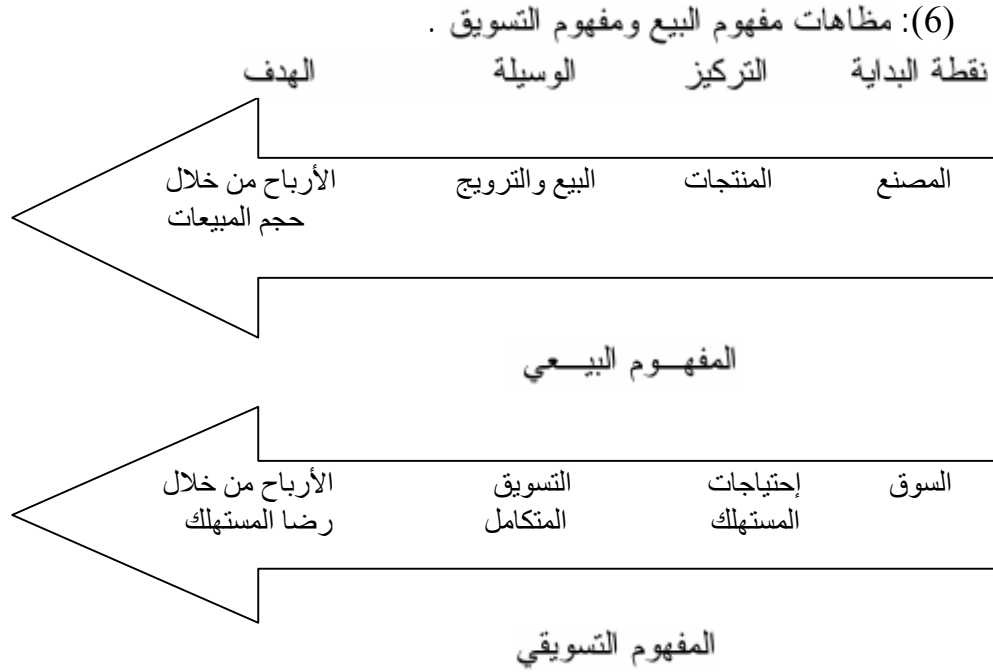 (6): مظاهات مفهوم البيع ومفهوم التسويق .
نقطة البداية التركيز الوسيلة الهدف
المصنع المنتجات البيع والترويج الأرباح من خلال
حجم المبيعات
المفهــوم البيــعي
السوق إحتياجات التسويق الأرباح من خلال
المستهلك المتكامل رضا المستهلك
المفهوم التسويقي